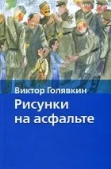 Виктор Голявкин
Рисунки
на асфальте